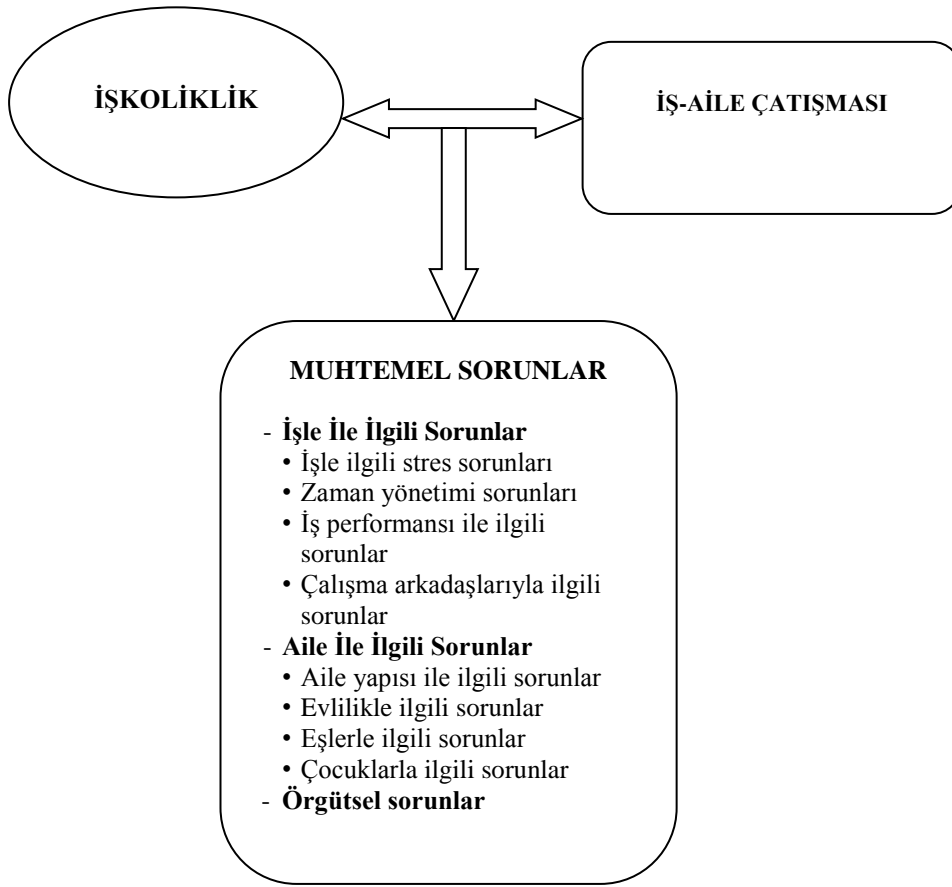 İŞKOLİKLİK
İŞ-AİLE ÇATIŞMASI
MUHTEMEL SORUNLAR
- İşle İle İlgili Sorunlar
• İşle ilgili stres sorunları
• Zaman yönetimi sorunları
• İş performansı ile ilgili
sorunlar
• Çalışma arkadaşlarıyla ilgili
sorunlar
- Aile İle İlgili Sorunlar
• Aile yapısı ile ilgili sorunlar
• Evlilikle ilgili sorunlar
• Eşlerle ilgili sorunlar
• Çocuklarla ilgili sorunlar
- Örgütsel sorunlar